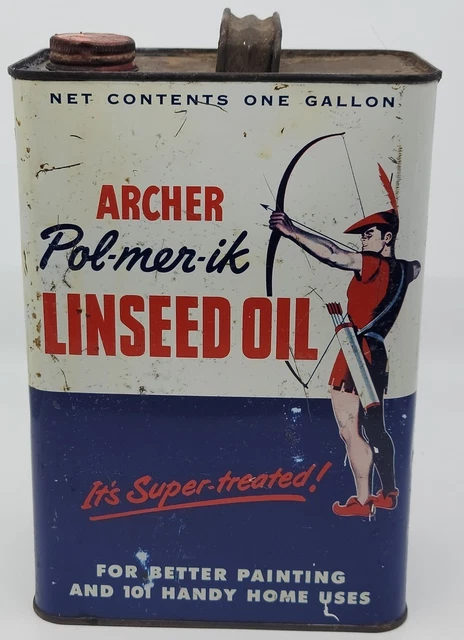 NET CONTENTS ONE GALLON
ARCHER
Pol-mer-ik
LINSEED OIL
It's Super-treated!
FOR BETTER PAINTING
AND 101 HANDY HOME USES